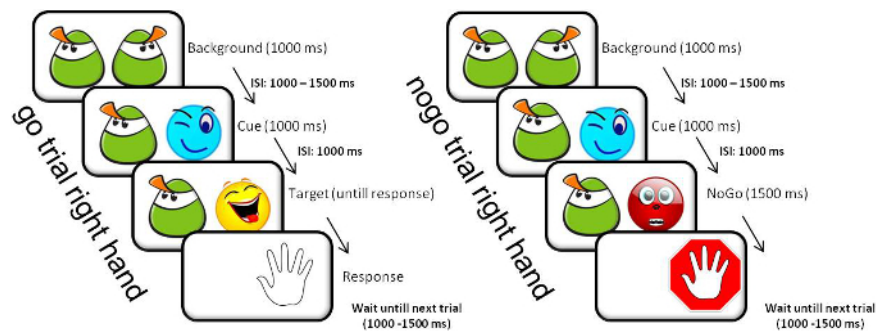 go trial right hand
Background (1000 ms)
ISI: 1000 – 1500 ms
Cue (1000 ms)
ISI: 1000 ms
Target (untill response)
Response
Wait untill next trial
(1000 -1500 ms)
nogo trial right hand
Background (1000 ms)
ISI: 1000 – 1500 ms
Cue (1000 ms)
ISI: 1000 ms
NoGo (1500 ms)
Wait untill next trial
(1000 -1500 ms)